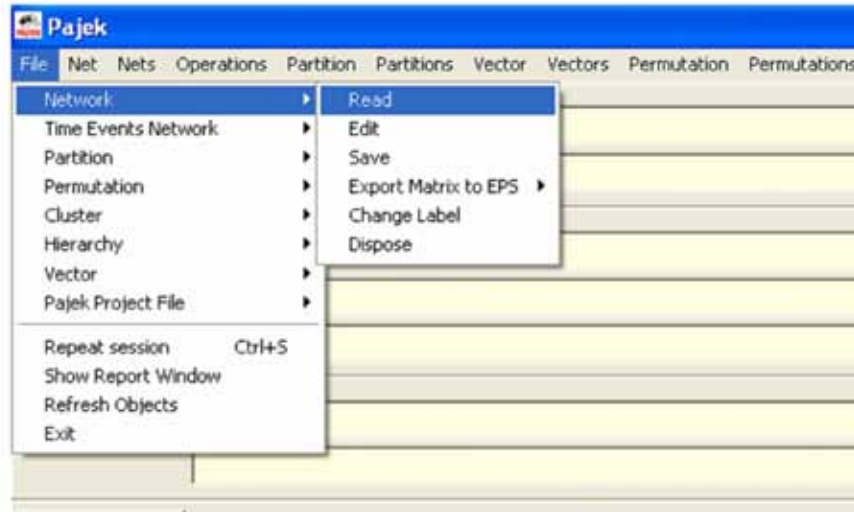 Pajek
File Net Nets Operations Partition Partitions Vector Vectors Permutation Permutations
Network Read
Time Events Network Edit
Partition Save
Permutation Export Matrix to EPS
Cluster Change Label
Hierarchy Dispose
Vector
Pajek Project File
Repeat session Ctrl+S
Show Report Window
Refresh Objects
Exit